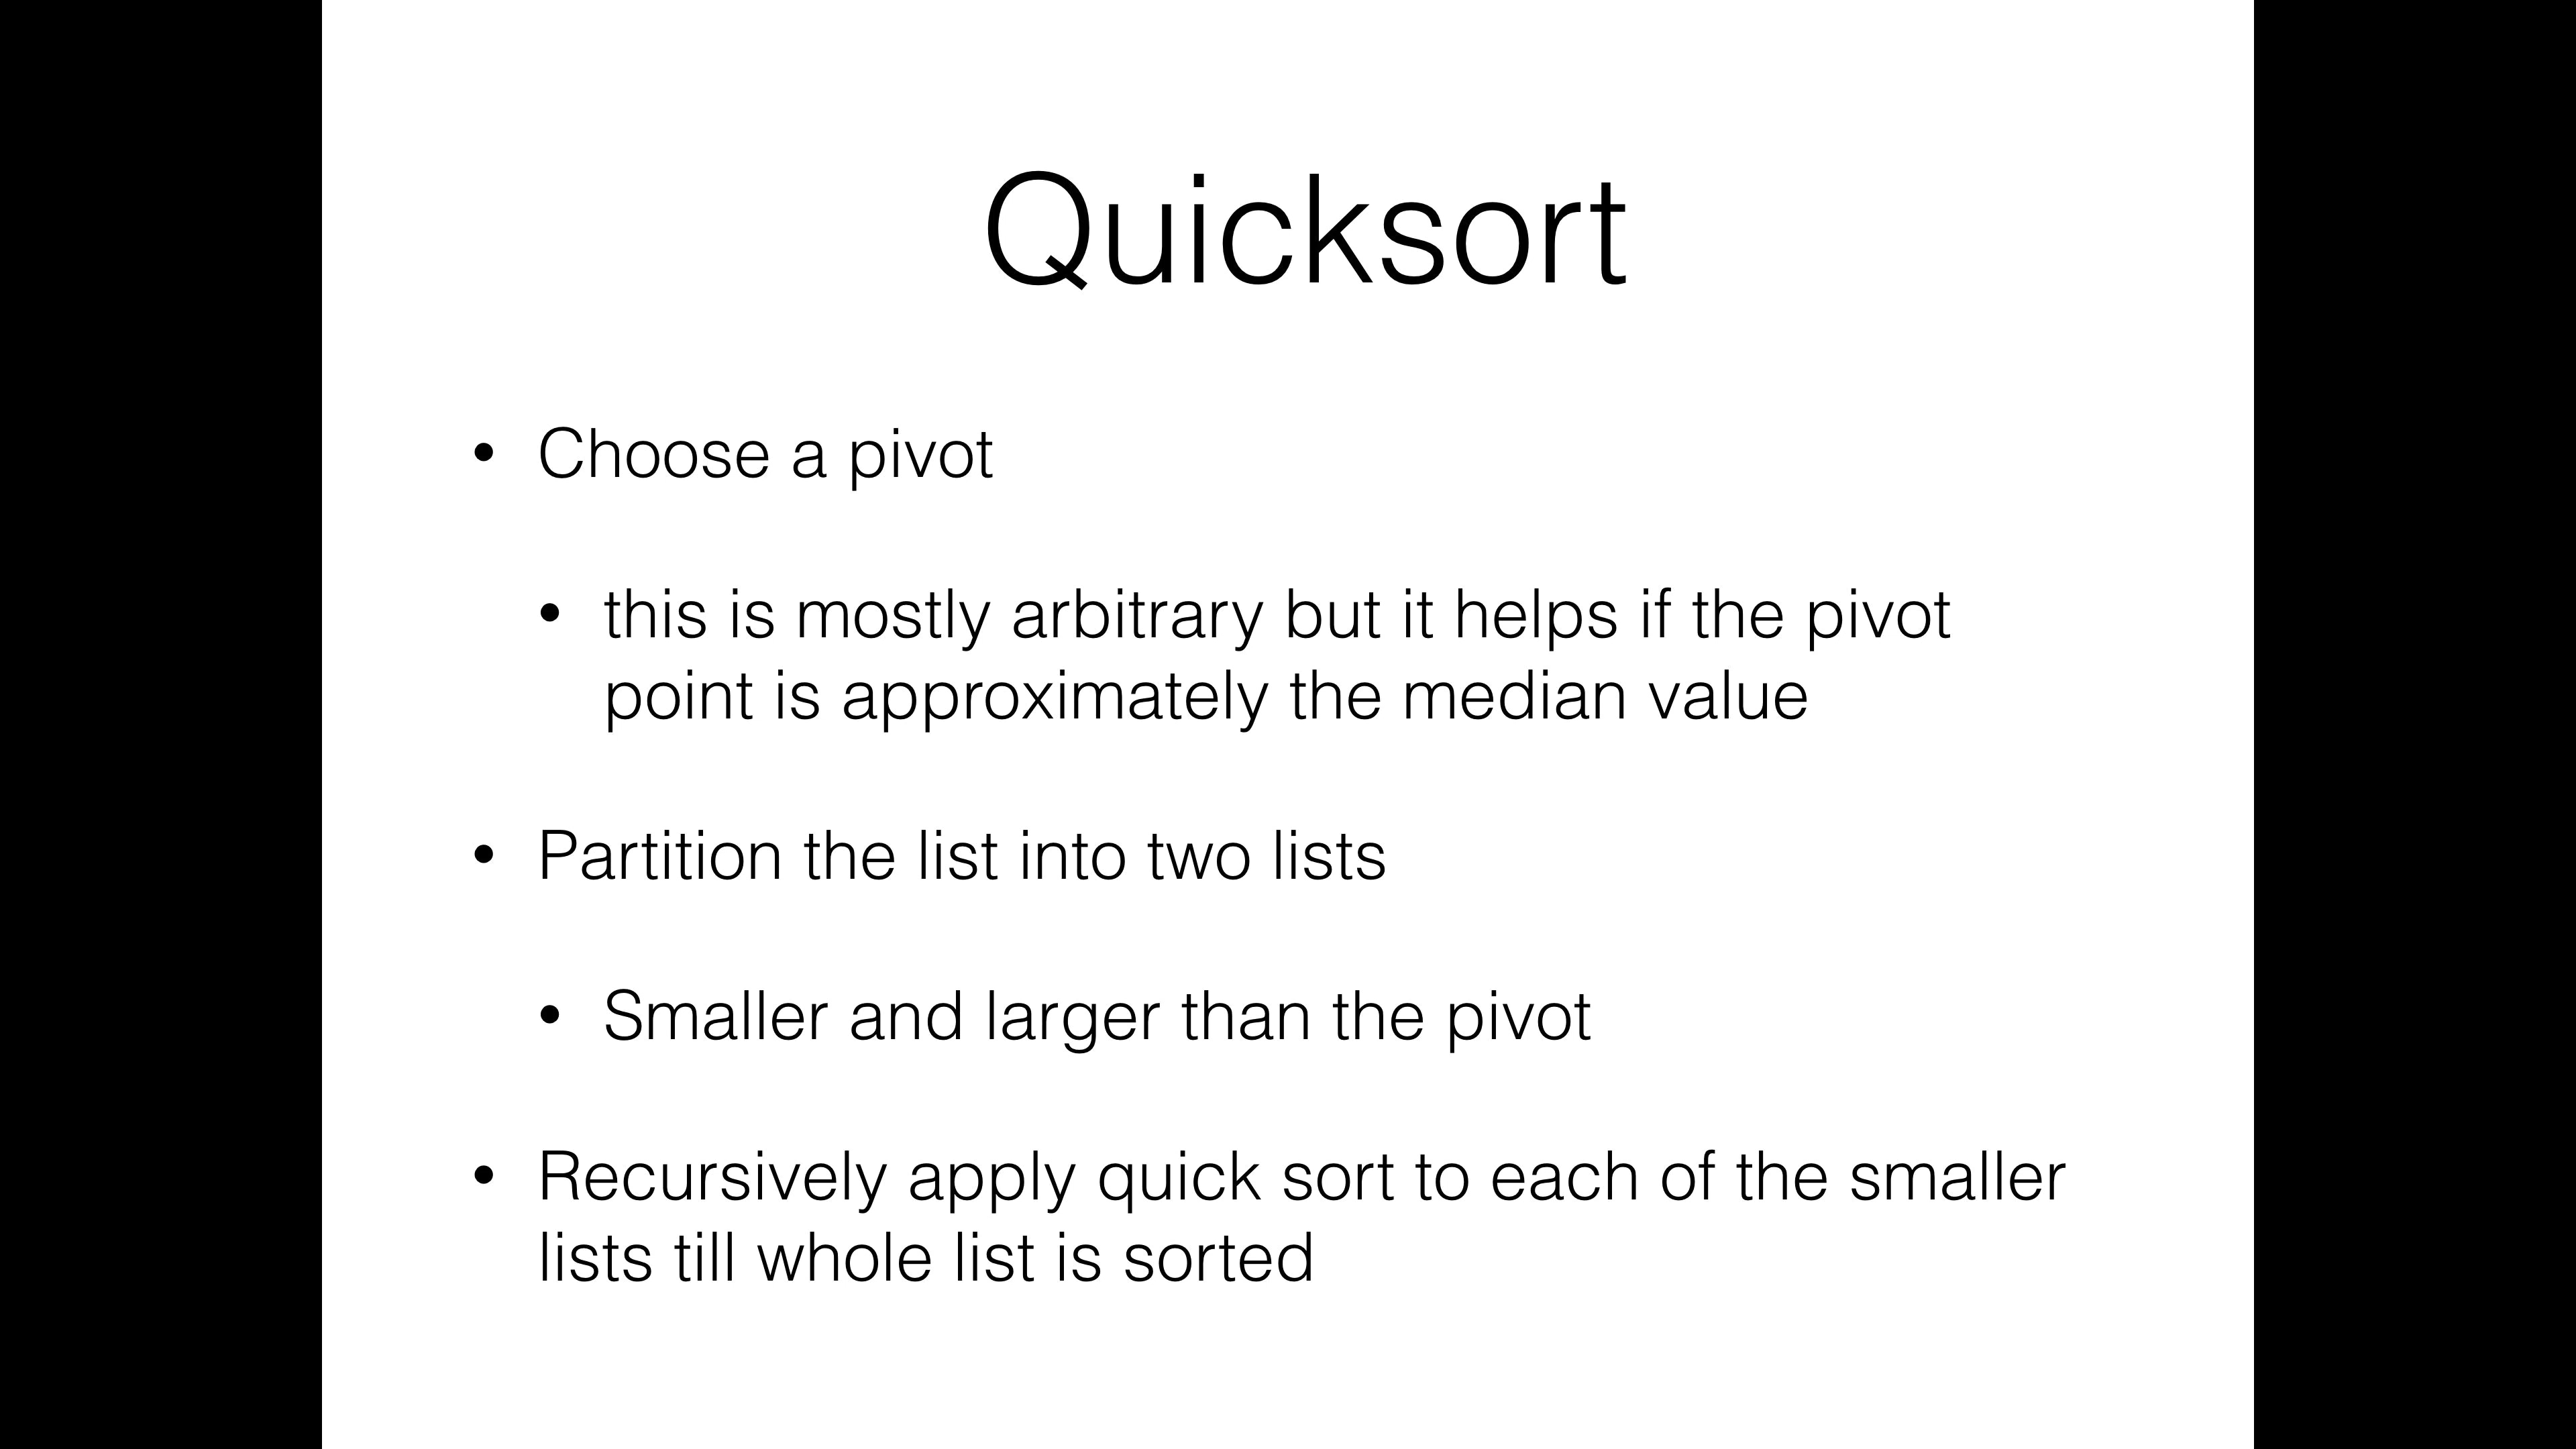 Quicksort
• Choose a pivot
• this is mostly arbitrary but it helps if the pivot
point is approximately the median value
• Partition the list into two lists
• Smaller and larger than the pivot
• Recursively apply quick sort to each of the smaller
lists till whole list is sorted